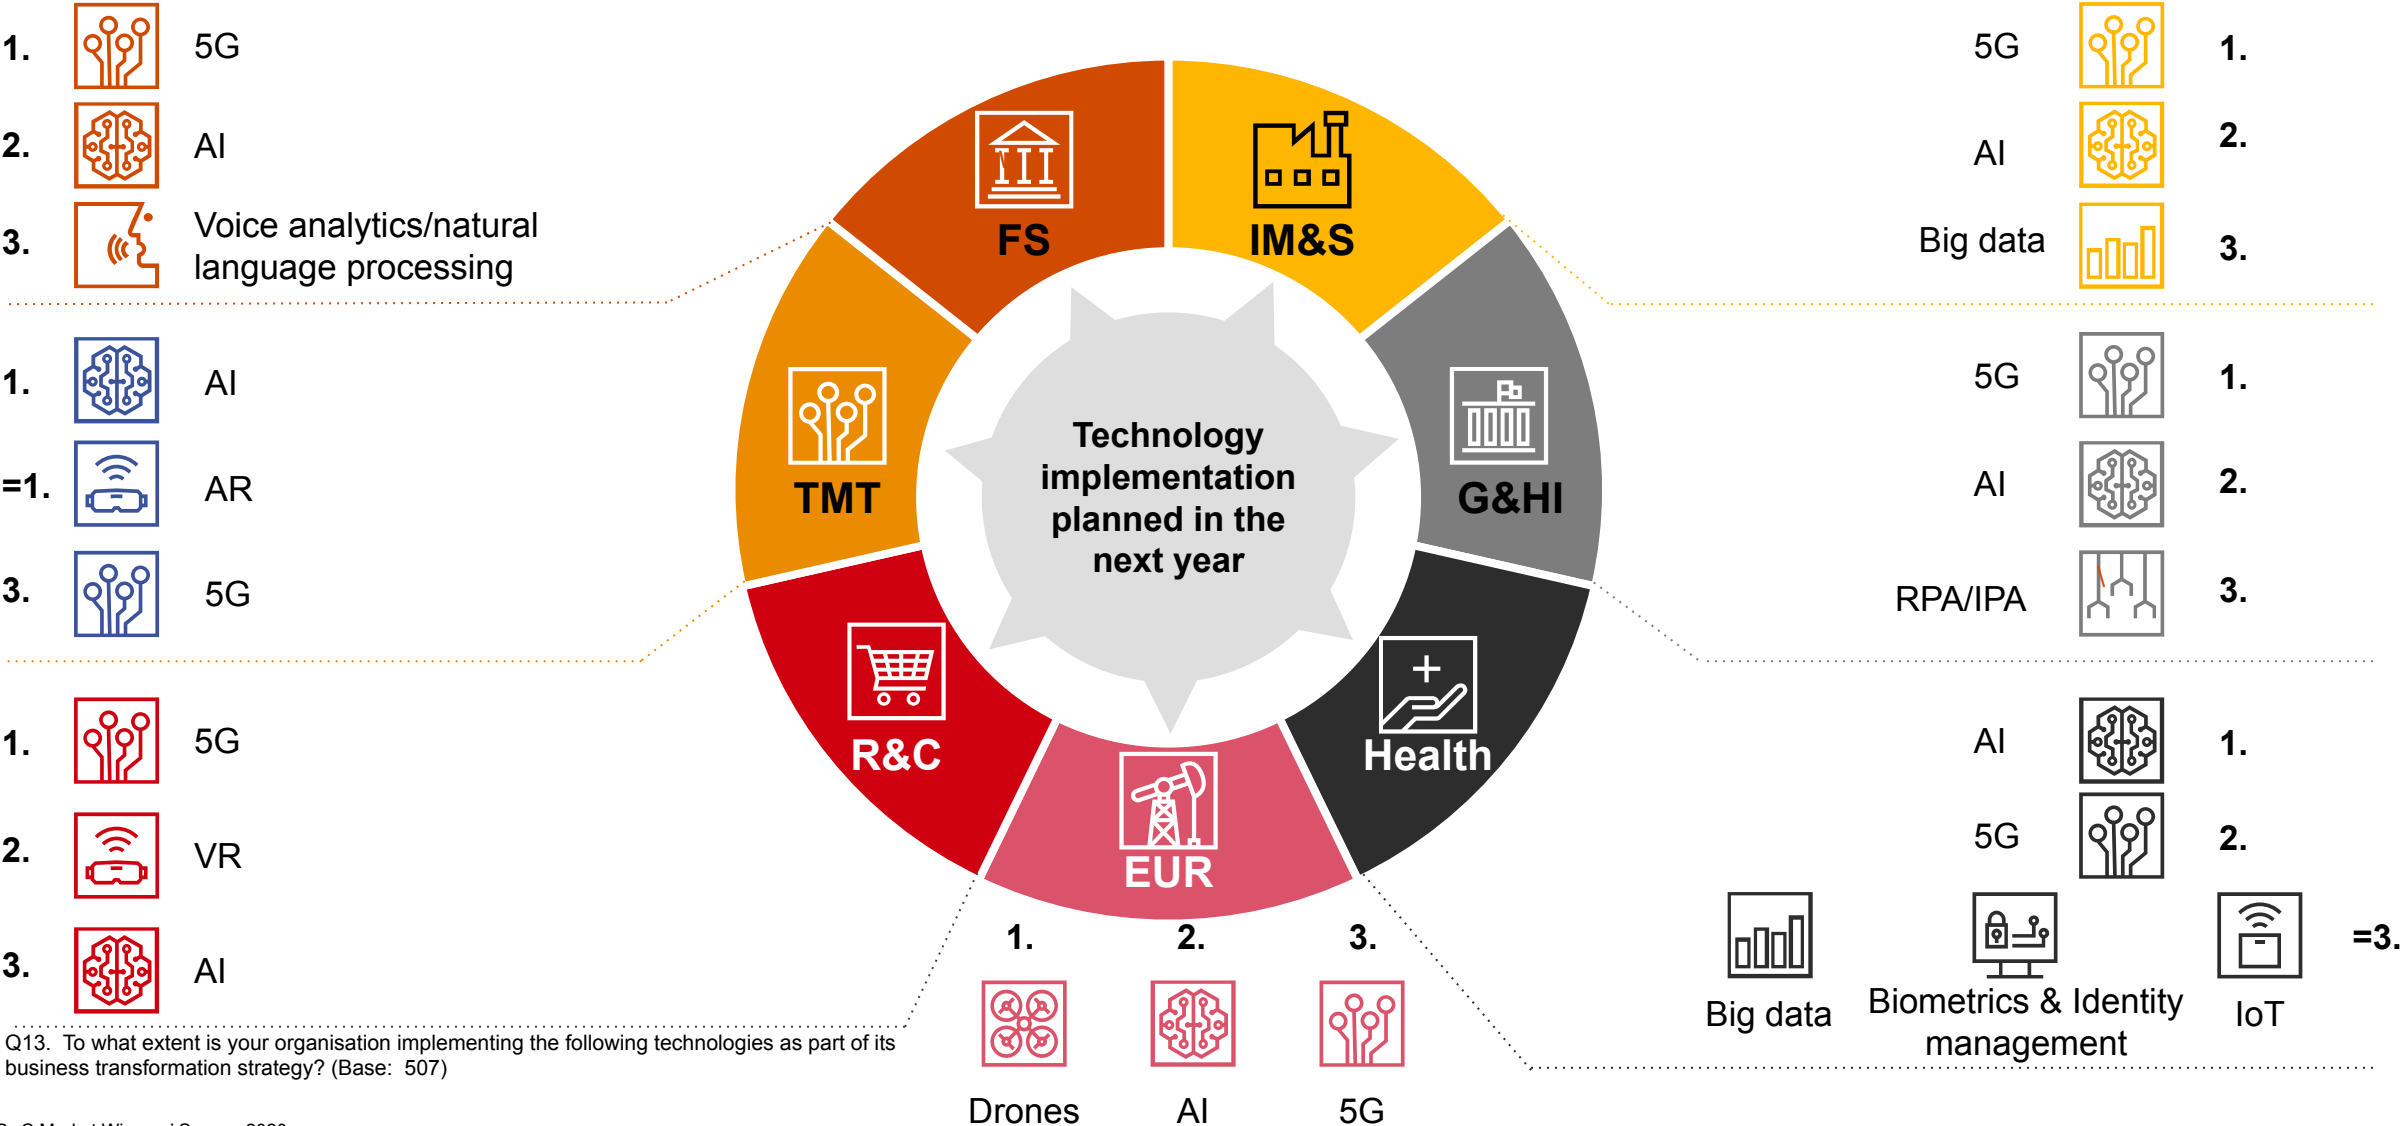 1.
5G
2.
AI
3.
Voice analytics/natural
language processing
1.
AI
=1.
AR
3.
5G
1.
5G
2.
VR
3.
AI
FS
IM&S
TMT
G&HI
R&C
Health
EUR
Technology
implementation
planned in the
next year
5G
1.
AI
2.
Big data
3.
5G
1.
AI
2.
RPA/IPA
3.
AI
1.
5G
2.
=3.
Big data
Biometrics & Identity
management
IoT
1.
2.
3.
Drones
AI
5G
Q13. To what extent is your organisation implementing the following technologies as part of its
business transformation strategy? (Base: 507)